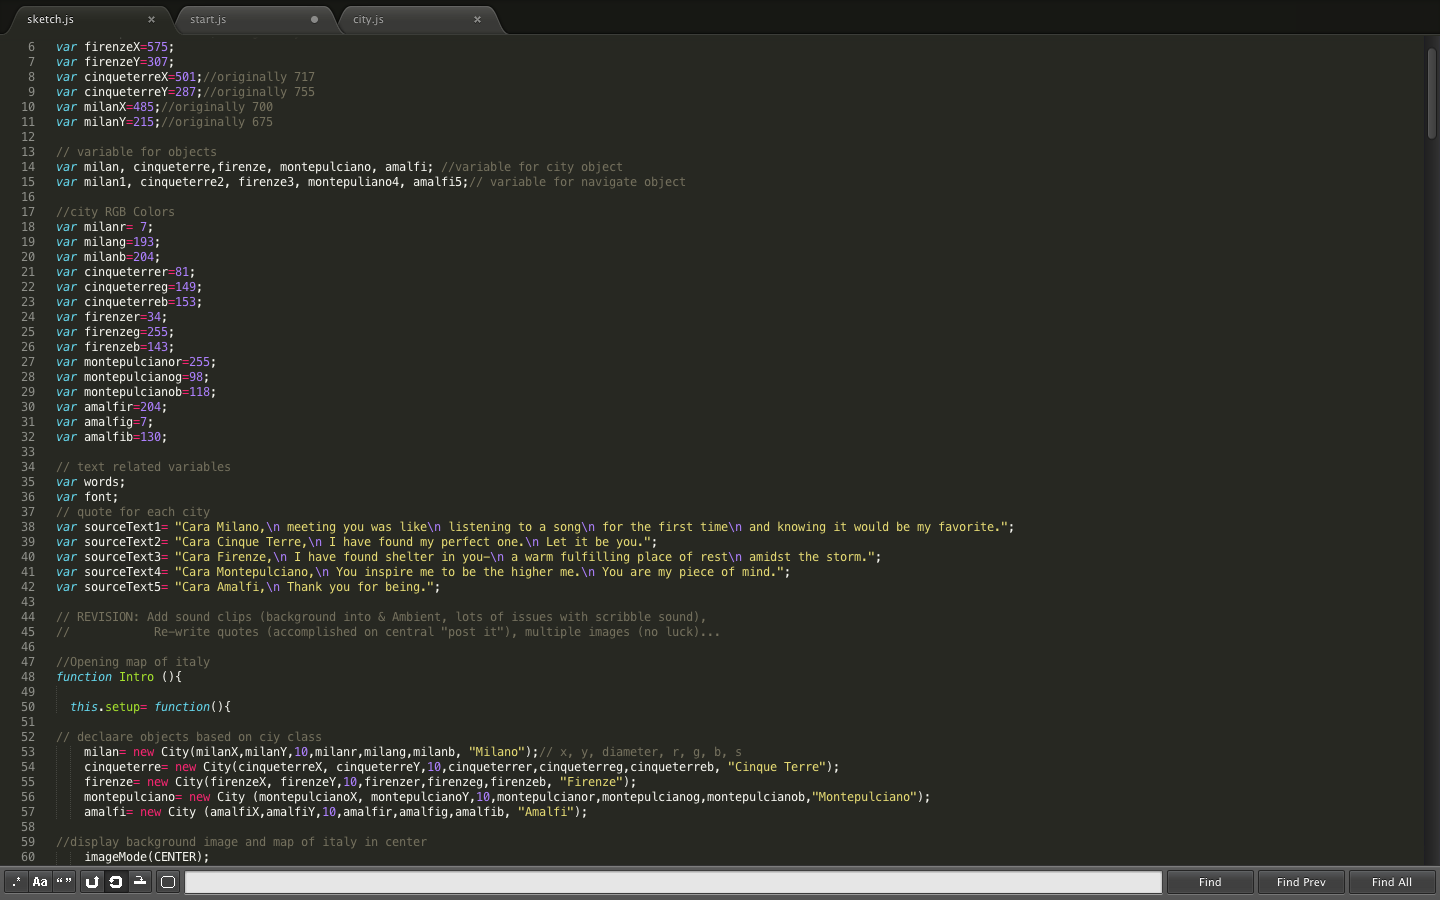 sketch.js
start.js
city.js
6 var firenzeX=575;
7 var firenzeY=307;
8 var cinqueterreX=501;//originally 717
9 var cinqueterreY=287;//originally 755
10 var milanX=485;//originally 700
11 var milanY=215;//originally 675
12
13 // variable for objects
14 var milan, cinqueterre,firenze, montepulciano, amalfi; //variable for city object
15 var milan1, cinqueterre2, firenze3, montepuliano4, amalfi5;// variable for navigate object
16
17 //city RGB Colors
18 var milanr= 7;
19 var milang=193;
20 var milanb=204;
21 var cinqueterrer=81;
22 var cinqueterreg=149;
23 var cinqueterreb=153;
24 var firenzer=34;
25 var firenzeg=255;
26 var firenzeb=143;
27 var montepulcianor=255;
28 var montepulcianog=98;
29 var montepulcianob=118;
30 var amalfir=204;
31 var amalfig=7;
32 var amalfib=130;
33
34 // text related variables
35 var words;
36 var font;
37 // quote for each city
38 var sourceText1= "Cara Milano,\n meeting you was like\n listening to a song\n for the first time\n and knowing it would be my favorite.";
39 var sourceText2= "Cara Cinque Terre,\n I have found my perfect one.\n Let it be you.";
40 var sourceText3= "Cara Firenze,\n I have found shelter in you-\n a warm fulfilling place of rest\n amidst the storm.";
41 var sourceText4= "Cara Montepulciano,\n You inspire me to be the higher me.\n You are my piece of mind.";
42 var sourceText5= "Cara Amalfi,\n Thank you for being.";
43
44 // REVISION: Add sound clips (background into & Ambient, lots of issues with scribble sound),
45 // Re-write quotes (accomplished on central "post it"), multiple images (no luck)...
46
47 //Opening map of italy
48 function Intro (){
49
50 this.setup= function(){
51
52 // declaare objects based on ciy class
53 milan= new City(milanX,milanY,10,milanr,milang,milanb, "Milano");// x, y, diameter, r, g, b, s
54 cinqueterre= new City(cinqueterreX, cinqueterreY,10,cinqueterrer,cinqueterreg,cinqueterreb, "Cinque Terre");
55 firenze= new City(firenzeX, firenzeY,10,firenzer,firenzeg,firenzeb, "Firenze");
56 montepulciano= new City (montepulcianoX, montepulcianoY,10,montepulcianor,montepulcianog,montepulcianob,"Montepulciano");
57 amalfi= new City (amalfiX,amalfiY,10,amalfir,amalfig,amalfib, "Amalfi");
58
59 //display background image and map of italy in center
60 imageMode(CENTER);
.* Aa “” Find Find Prev Find All